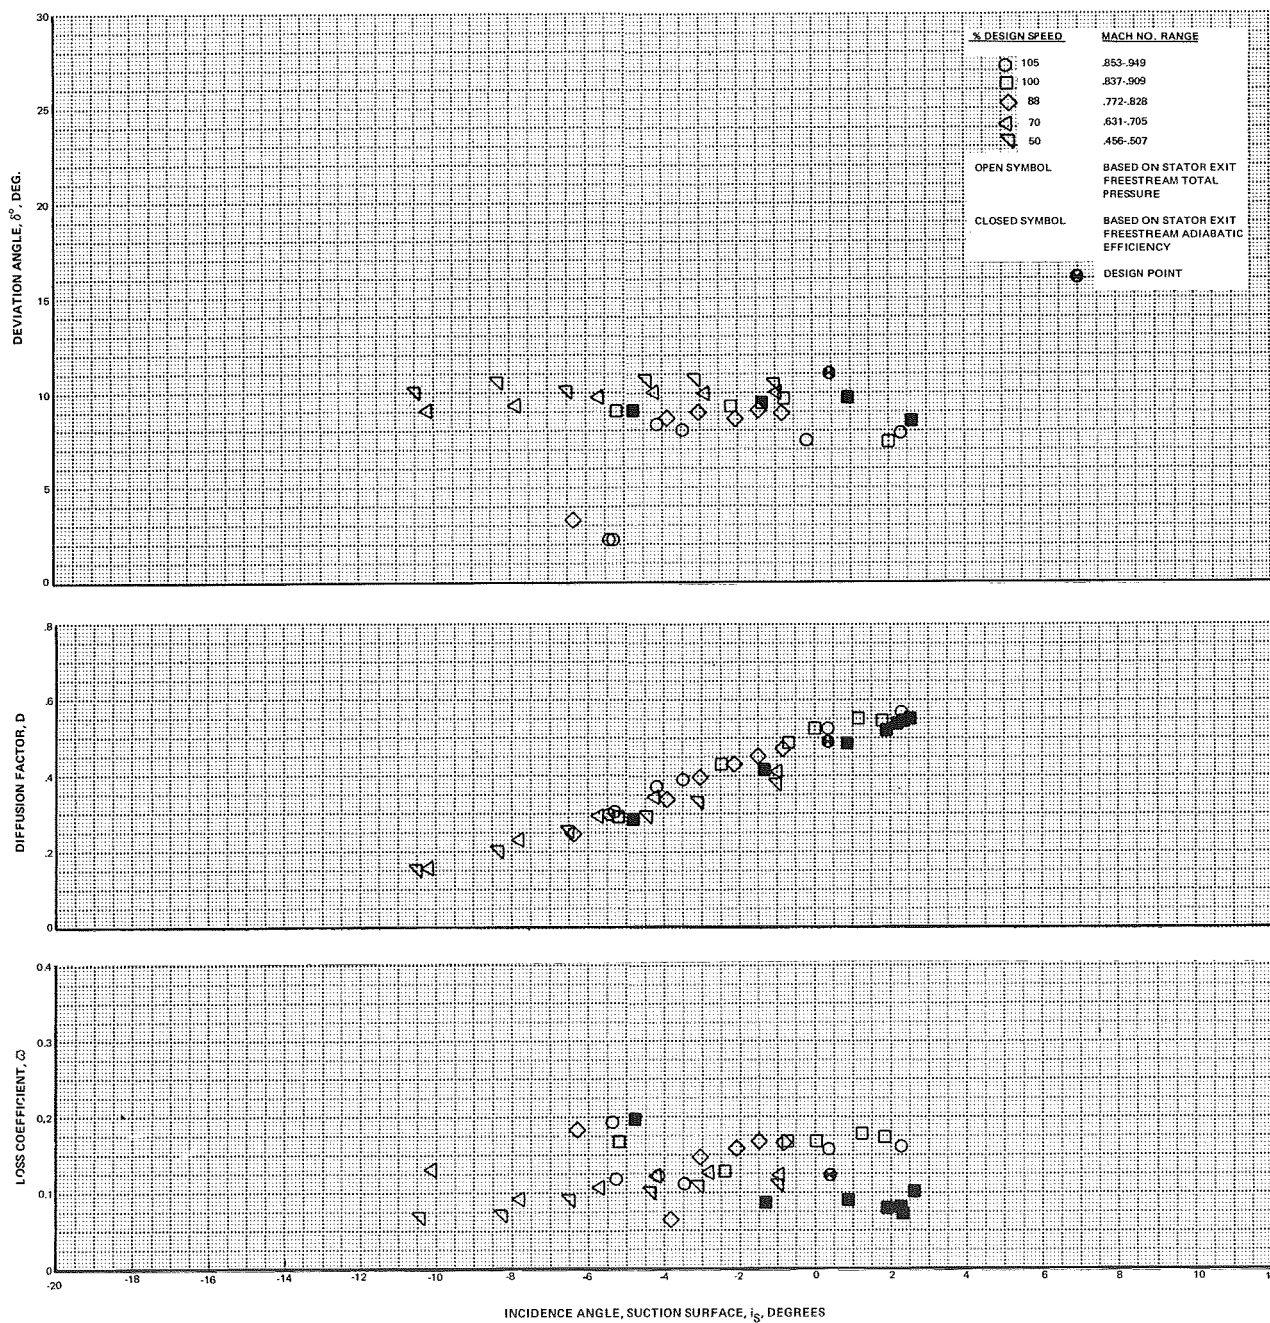 30
25
20
15
10
5
0
DEVIATION ANGLE, δ°, DEG.
% DESIGN SPEED MACH NO. RANGE
105 .853-.949
100 .837-.909
88 .772-.828
70 .631-.705
50 .456-.507
OPEN SYMBOL BASED ON STATOR EXIT
FREESTREAM TOTAL
PRESSURE
CLOSED SYMBOL BASED ON STATOR EXIT
FREESTREAM ADIABATIC
EFFICIENCY
DESIGN POINT
.8
.6
.4
.2
0
DIFFUSION FACTOR, D
0.4
0.3
0.2
0.1
0
LOSS COEFFICIENT, ω̄
-20 -18 -16 -14 -12 -10 -8 -6 -4 -2 0 2 4 6 8 10
INCIDENCE ANGLE, SUCTION SURFACE, iS, DEGREES